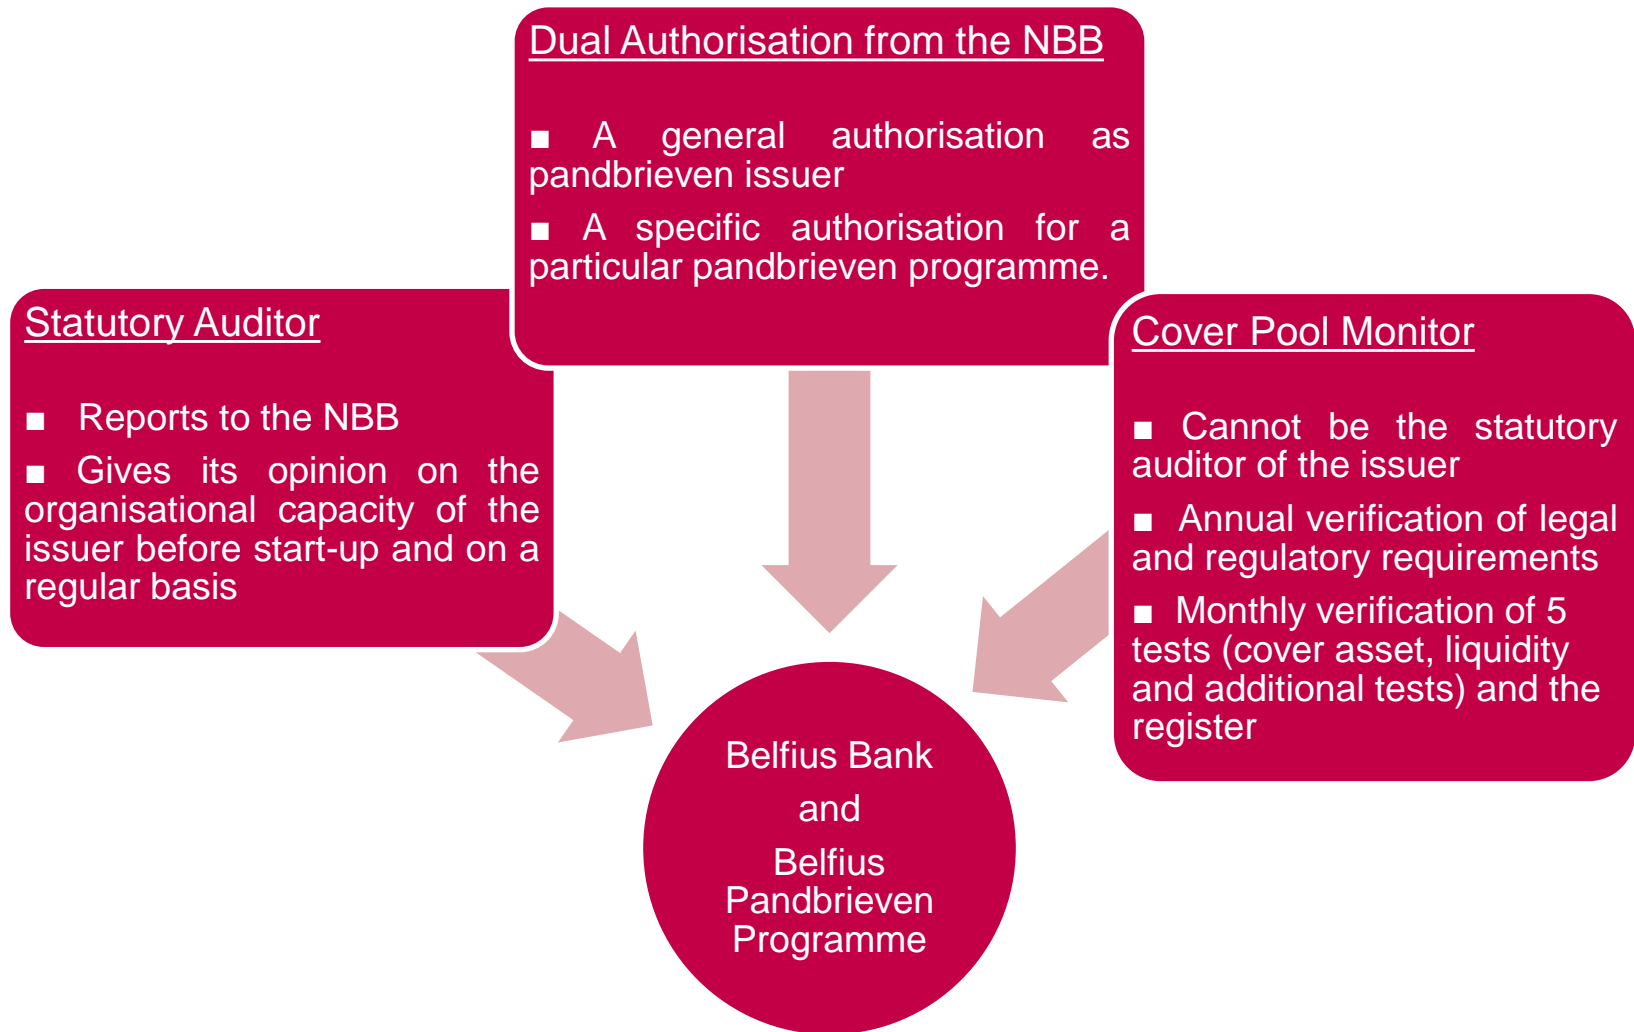 Dual Authorisation from the NBB
■ A general authorisation as
pandbrieven issuer
■ A specific authorisation for a
particular pandbrieven programme.
Statutory Auditor
■ Reports to the NBB
■ Gives its opinion on the
organisational capacity of the
issuer before start-up and on a
regular basis
Cover Pool Monitor
■ Cannot be the statutory
auditor of the issuer
■ Annual verification of legal
and regulatory requirements
■ Monthly verification of 5
tests (cover asset, liquidity
and additional tests) and the
register
Belfius Bank
and
Belfius
Pandbrieven
Programme